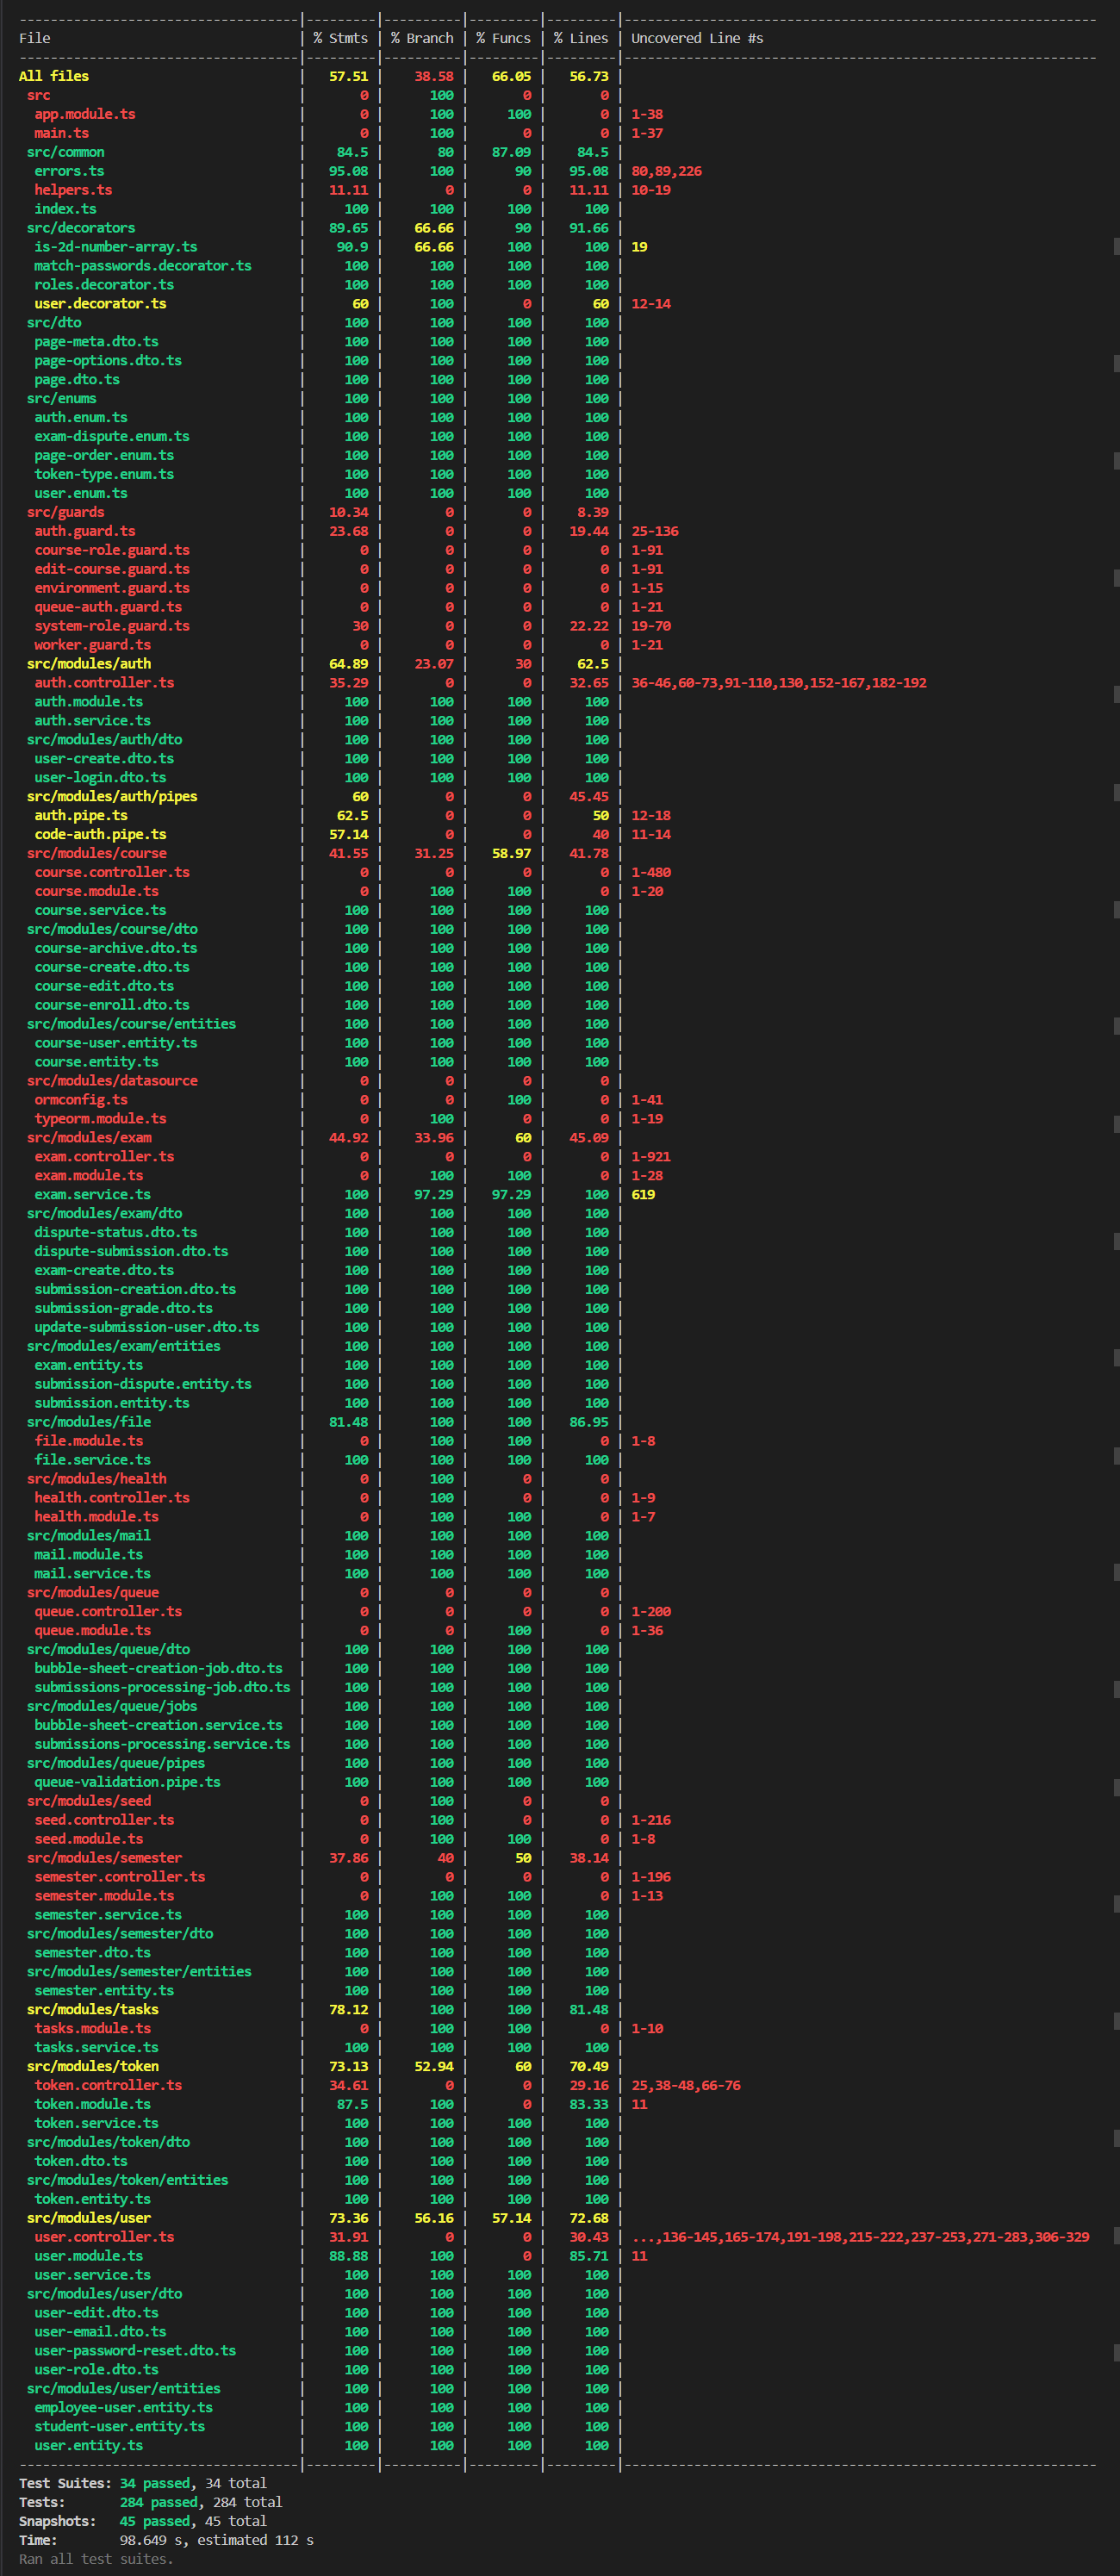 --------------------------------|---------|----------|---------|---------|-------------------------------------------------------
File | % Stmts | % Branch | % Funcs | % Lines | Uncovered Line #s
--------------------------------|---------|----------|---------|---------|-------------------------------------------------------
All files | 57.51 | 38.58 | 66.05 | 56.73 |
src | 0 | 100 | 0 | 0 |
app.module.ts | 0 | 100 | 100 | 0 | 1-38
main.ts | 0 | 100 | 0 | 0 | 1-37
src/common | 84.5 | 80 | 87.09 | 84.5 |
errors.ts | 95.08 | 100 | 90 | 95.08 | 80,89,226
helpers.ts | 11.11 | 0 | 0 | 11.11 | 10-19
index.ts | 100 | 100 | 100 | 100 |
src/decorators | 89.65 | 66.66 | 90 | 91.66 |
is-2d-number-array.ts | 90.9 | 66.66 | 100 | 100 | 19
match-passwords.decorator.ts | 100 | 100 | 100 | 100 |
roles.decorator.ts | 100 | 100 | 100 | 100 |
user.decorator.ts | 60 | 100 | 0 | 60 | 12-14
src/dto | 100 | 100 | 100 | 100 |
page-meta.dto.ts | 100 | 100 | 100 | 100 |
page-options.dto.ts | 100 | 100 | 100 | 100 |
page.dto.ts | 100 | 100 | 100 | 100 |
src/enums | 100 | 100 | 100 | 100 |
auth.enum.ts | 100 | 100 | 100 | 100 |
exam-dispute.enum.ts | 100 | 100 | 100 | 100 |
page-order.enum.ts | 100 | 100 | 100 | 100 |
token-type.enum.ts | 100 | 100 | 100 | 100 |
user.enum.ts | 100 | 100 | 100 | 100 |
src/guards | 10.34 | 0 | 0 | 8.39 |
auth.guard.ts | 23.68 | 0 | 0 | 19.44 | 25-136
course-role.guard.ts | 0 | 0 | 0 | 0 | 1-91
edit-course.guard.ts | 0 | 0 | 0 | 0 | 1-91
environment.guard.ts | 0 | 0 | 0 | 0 | 1-15
queue-auth.guard.ts | 0 | 0 | 0 | 0 | 1-21
system-role.guard.ts | 30 | 0 | 0 | 22.22 | 19-70
worker.guard.ts | 0 | 0 | 0 | 0 | 1-21
src/modules/auth | 64.89 | 23.07 | 30 | 62.5 |
auth.controller.ts | 35.29 | 0 | 0 | 32.65 | 36-46,60-73,91-110,130,152-167,182-192
auth.module.ts | 100 | 100 | 100 | 100 |
auth.service.ts | 100 | 100 | 100 | 100 |
src/modules/auth/dto | 100 | 100 | 100 | 100 |
user-create.dto.ts | 100 | 100 | 100 | 100 |
user-login.dto.ts | 100 | 100 | 100 | 100 |
src/modules/auth/pipes | 60 | 0 | 0 | 45.45 |
auth.pipe.ts | 62.5 | 0 | 0 | 50 | 12-18
code-auth.pipe.ts | 57.14 | 0 | 0 | 40 | 11-14
src/modules/course | 41.55 | 31.25 | 58.97 | 41.78 |
course.controller.ts | 0 | 0 | 0 | 0 | 1-480
course.module.ts | 0 | 100 | 100 | 0 | 1-20
course.service.ts | 100 | 100 | 100 | 100 |
src/modules/course/dto | 100 | 100 | 100 | 100 |
course-archive.dto.ts | 100 | 100 | 100 | 100 |
course-create.dto.ts | 100 | 100 | 100 | 100 |
course-edit.dto.ts | 100 | 100 | 100 | 100 |
course-enroll.dto.ts | 100 | 100 | 100 | 100 |
src/modules/course/entities | 100 | 100 | 100 | 100 |
course-user.entity.ts | 100 | 100 | 100 | 100 |
course.entity.ts | 100 | 100 | 100 | 100 |
src/modules/datasource | 0 | 0 | 0 | 0 |
ormconfig.ts | 0 | 0 | 100 | 0 | 1-41
typeorm.module.ts | 0 | 100 | 0 | 0 | 1-19
src/modules/exam | 44.92 | 33.96 | 60 | 45.09 |
exam.controller.ts | 0 | 0 | 0 | 0 | 1-921
exam.module.ts | 0 | 100 | 100 | 0 | 1-28
exam.service.ts | 100 | 97.29 | 97.29 | 100 | 619
src/modules/exam/dto | 100 | 100 | 100 | 100 |
dispute-status.dto.ts | 100 | 100 | 100 | 100 |
dispute-submission.dto.ts | 100 | 100 | 100 | 100 |
exam-create.dto.ts | 100 | 100 | 100 | 100 |
submission-creation.dto.ts | 100 | 100 | 100 | 100 |
submission-grade.dto.ts | 100 | 100 | 100 | 100 |
update-submission-user.dto.ts | 100 | 100 | 100 | 100 |
src/modules/exam/entities | 100 | 100 | 100 | 100 |
exam.entity.ts | 100 | 100 | 100 | 100 |
submission-dispute.entity.ts | 100 | 100 | 100 | 100 |
submission.entity.ts | 100 | 100 | 100 | 100 |
src/modules/file | 81.48 | 100 | 100 | 86.95 |
file.module.ts | 0 | 100 | 100 | 0 | 1-8
file.service.ts | 100 | 100 | 100 | 100 |
src/modules/health | 0 | 100 | 0 | 0 |
health.controller.ts | 0 | 100 | 0 | 0 | 1-9
health.module.ts | 0 | 100 | 100 | 0 | 1-7
src/modules/mail | 100 | 100 | 100 | 100 |
mail.module.ts | 100 | 100 | 100 | 100 |
mail.service.ts | 100 | 100 | 100 | 100 |
src/modules/queue | 0 | 0 | 0 | 0 |
queue.controller.ts | 0 | 0 | 0 | 0 | 1-200
queue.module.ts | 0 | 0 | 100 | 0 | 1-36
src/modules/queue/dto | 100 | 100 | 100 | 100 |
bubble-sheet-creation-job.dto.ts | 100 | 100 | 100 | 100 |
submissions-processing-job.dto.ts | 100 | 100 | 100 | 100 |
src/modules/queue/jobs | 100 | 100 | 100 | 100 |
bubble-sheet-creation.service.ts | 100 | 100 | 100 | 100 |
submissions-processing.service.ts | 100 | 100 | 100 | 100 |
src/modules/queue/pipes | 100 | 100 | 100 | 100 |
queue-validation.pipe.ts | 100 | 100 | 100 | 100 |
src/modules/seed | 0 | 100 | 0 | 0 |
seed.controller.ts | 0 | 100 | 0 | 0 | 1-216
seed.module.ts | 0 | 100 | 100 | 0 | 1-8
src/modules/semester | 37.86 | 40 | 50 | 38.14 |
semester.controller.ts | 0 | 0 | 0 | 0 | 1-196
semester.module.ts | 0 | 100 | 100 | 0 | 1-13
semester.service.ts | 100 | 100 | 100 | 100 |
src/modules/semester/dto | 100 | 100 | 100 | 100 |
semester.dto.ts | 100 | 100 | 100 | 100 |
src/modules/semester/entities | 100 | 100 | 100 | 100 |
semester.entity.ts | 100 | 100 | 100 | 100 |
src/modules/tasks | 78.12 | 100 | 100 | 81.48 |
tasks.module.ts | 0 | 100 | 100 | 0 | 1-10
tasks.service.ts | 100 | 100 | 100 | 100 |
src/modules/token | 73.13 | 52.94 | 60 | 70.49 |
token.controller.ts | 34.61 | 0 | 0 | 29.16 | 25,38-48,66-76
token.module.ts | 87.5 | 100 | 0 | 83.33 | 11
token.service.ts | 100 | 100 | 100 | 100 |
src/modules/token/dto | 100 | 100 | 100 | 100 |
token.dto.ts | 100 | 100 | 100 | 100 |
src/modules/token/entities | 100 | 100 | 100 | 100 |
token.entity.ts | 100 | 100 | 100 | 100 |
src/modules/user | 73.36 | 56.16 | 57.14 | 72.68 |
user.controller.ts | 31.91 | 0 | 0 | 30.43 | ...,136-145,165-174,191-198,215-222,237-253,271-283,306-329
user.module.ts | 88.88 | 100 | 0 | 85.71 | 11
user.service.ts | 100 | 100 | 100 | 100 |
src/modules/user/dto | 100 | 100 | 100 | 100 |
user-edit.dto.ts | 100 | 100 | 100 | 100 |
user-email.dto.ts | 100 | 100 | 100 | 100 |
user-password-reset.dto.ts | 100 | 100 | 100 | 100 |
user-role.dto.ts | 100 | 100 | 100 | 100 |
src/modules/user/entities | 100 | 100 | 100 | 100 |
employee-user.entity.ts | 100 | 100 | 100 | 100 |
student-user.entity.ts | 100 | 100 | 100 | 100 |
user.entity.ts | 100 | 100 | 100 | 100 |
--------------------------------|---------|----------|---------|---------|-------------------------------------------------------
Test Suites: 34 passed, 34 total
Tests: 284 passed, 284 total
Snapshots: 45 passed, 45 total
Time: 98.649 s, estimated 112 s
Ran all test suites.